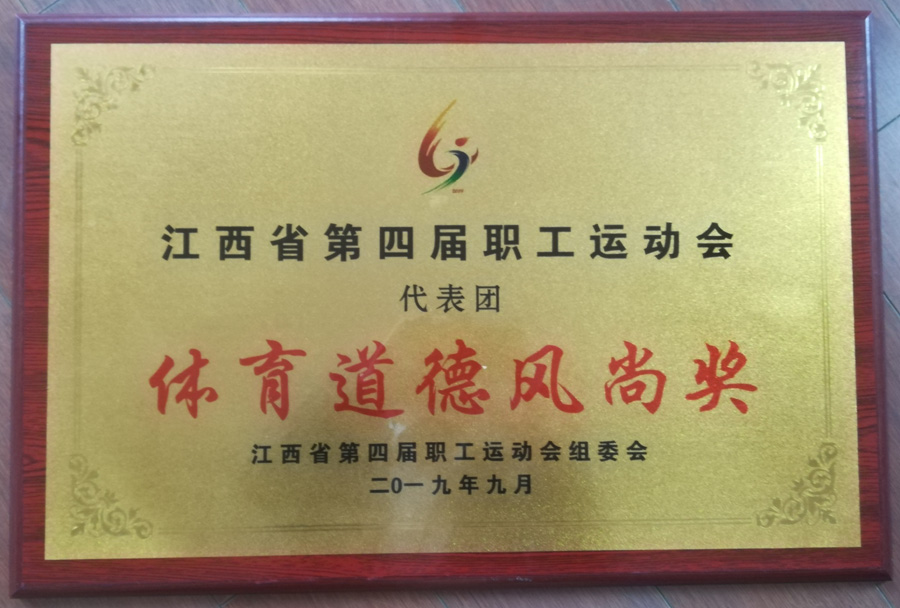 江西省第四届职工运动会
代表团
体育道德风尚奖
江西省第四届职工运动会组委会
二0一九年九月